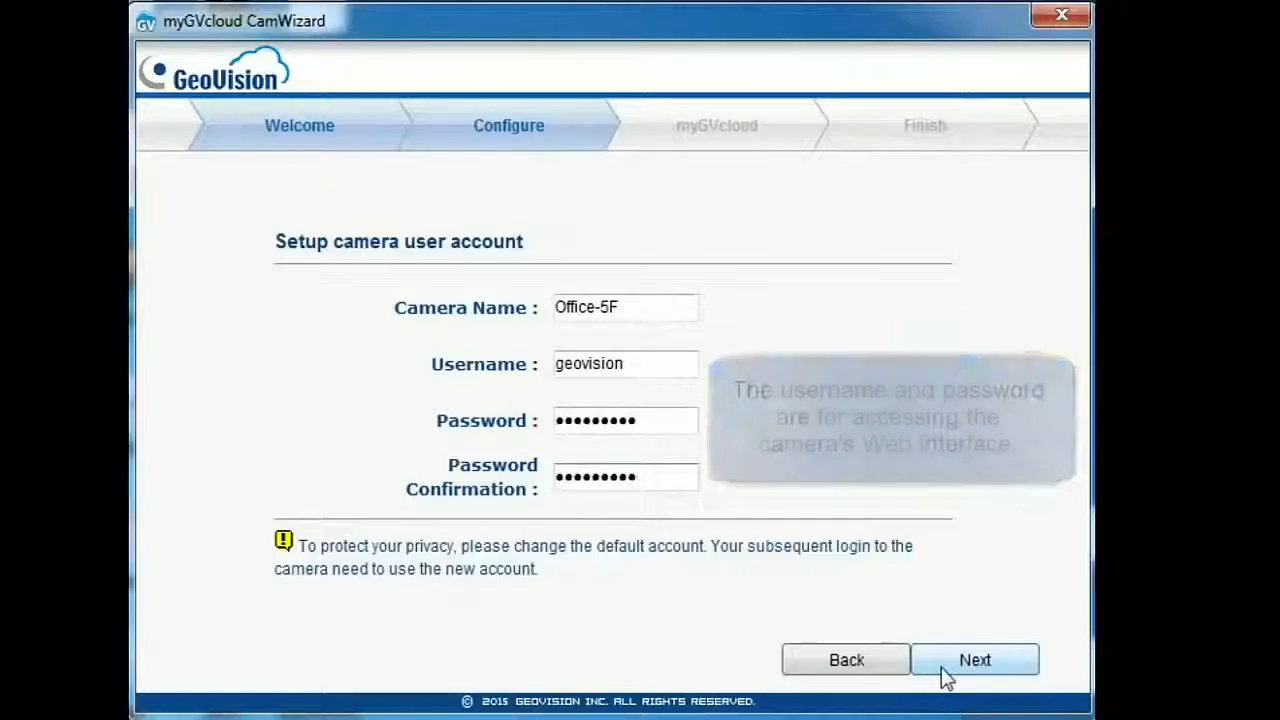 myGVcloud CamWizard
GeoVision
Welcome
Configure
myGVcloud
Finish
Setup camera user account
Camera Name :
Office-5F
Username :
geovision
The username and password
are for accessing the
camera's Web interface.
Password :
•••••••••
Password
Confirmation :
•••••••••
To protect your privacy, please change the default account. Your subsequent login to the
camera need to use the new account.
Back
Next
© 2015 GEOVISION INC. ALL RIGHTS RESERVED.